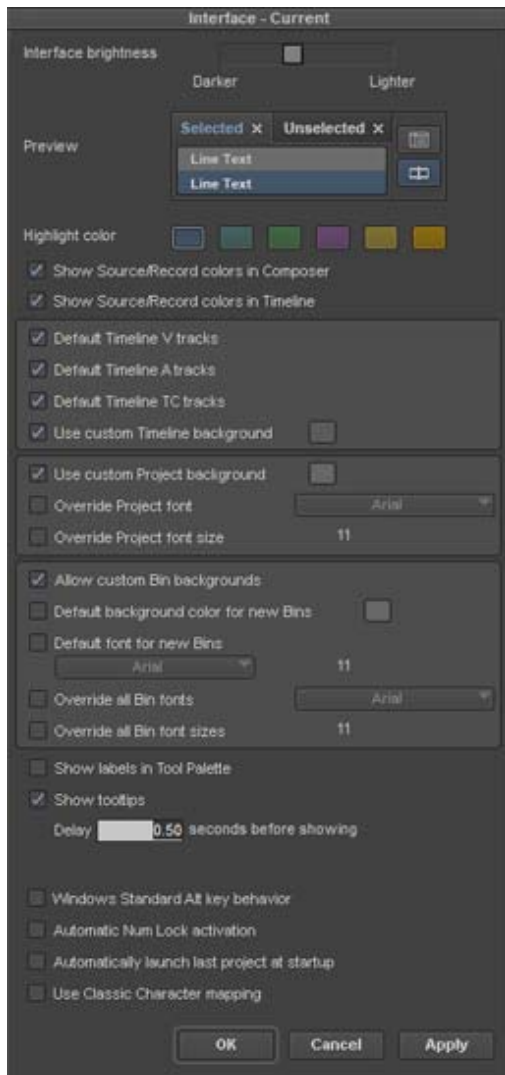 Interface - Current
Interface brightness
Darker Lighter
Preview
Selected × Unselected ×
Line Text
Line Text
Highlight color
Show Source/Record colors in Composer
Show Source/Record colors in Timeline
Default Timeline V tracks
Default Timeline A tracks
Default Timeline TC tracks
Use custom Timeline background
Use custom Project background
Override Project font Arial
Override Project font size 11
Allow custom Bin backgrounds
Default background color for new Bins
Default font for new Bins
Arial 11
Override all Bin fonts Arial
Override all Bin font sizes 11
Show labels in Tool Palette
Show tooltips
Delay 0.50 seconds before showing
Windows Standard Alt key behavior
Automatic Num Lock activation
Automatically launch last project at startup
Use Classic Character mapping
OK Cancel Apply